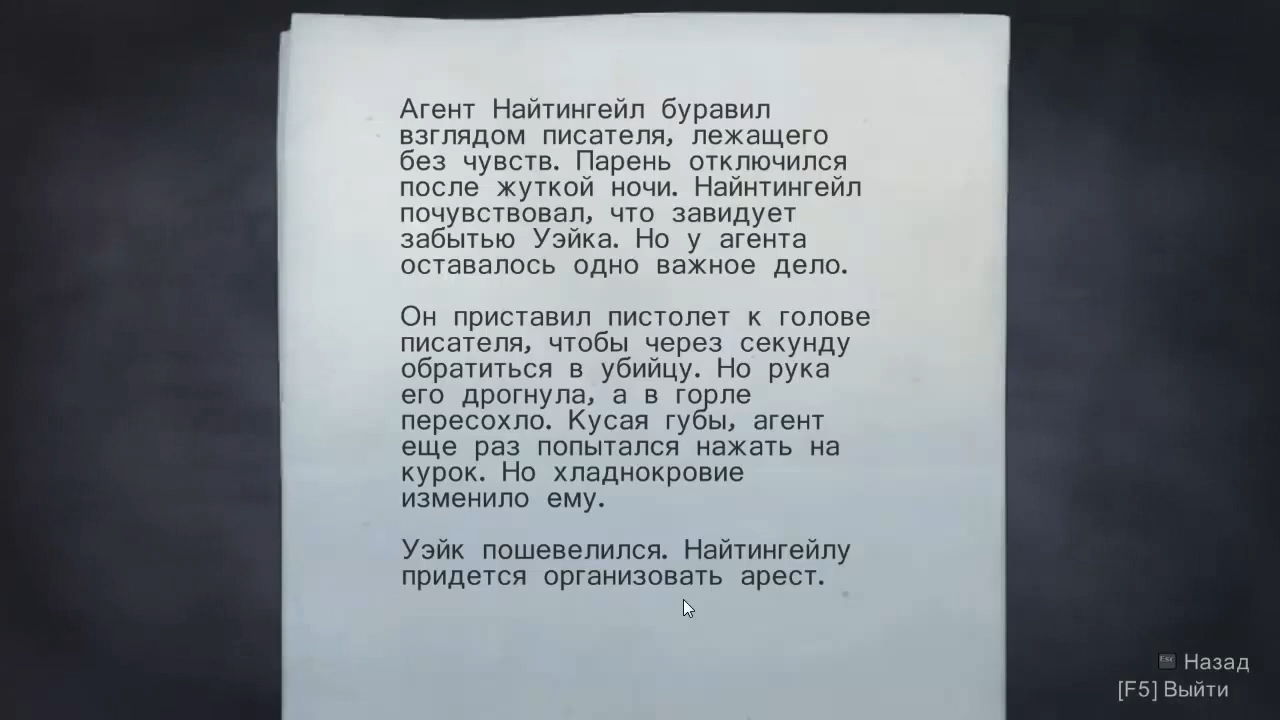 Агент Найтингейл буравил
взглядом писателя, лежащего
без чувств. Парень отключился
после жуткой ночи. Найнтингейл
почувствовал, что завидует
забытью Уэйка. Но у агента
оставалось одно важное дело.
Он приставил пистолет к голове
писателя, чтобы через секунду
обратиться в убийцу. Но рука
его дрогнула, а в горле
пересохло. Кусая губы, агент
еще раз попытался нажать на
курок. Но хладнокровие
изменило ему.
Уэйк пошевелился. Найтингейлу
придется организовать арест.
Esc Назад
[F5] Выйти